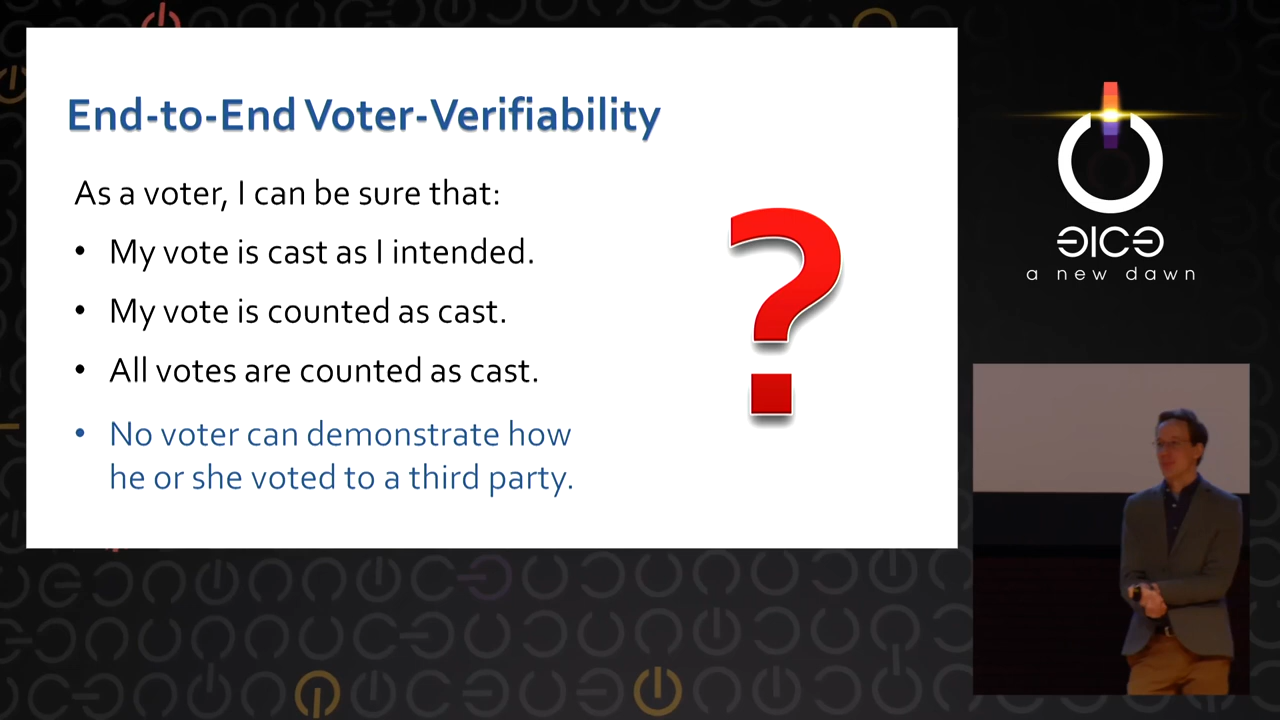 End-to-End Voter-Verifiability
As a voter, I can be sure that:
• My vote is cast as I intended.
• My vote is counted as cast.
• All votes are counted as cast.
• No voter can demonstrate how
he or she voted to a third party.
?
31C3
a new dawn